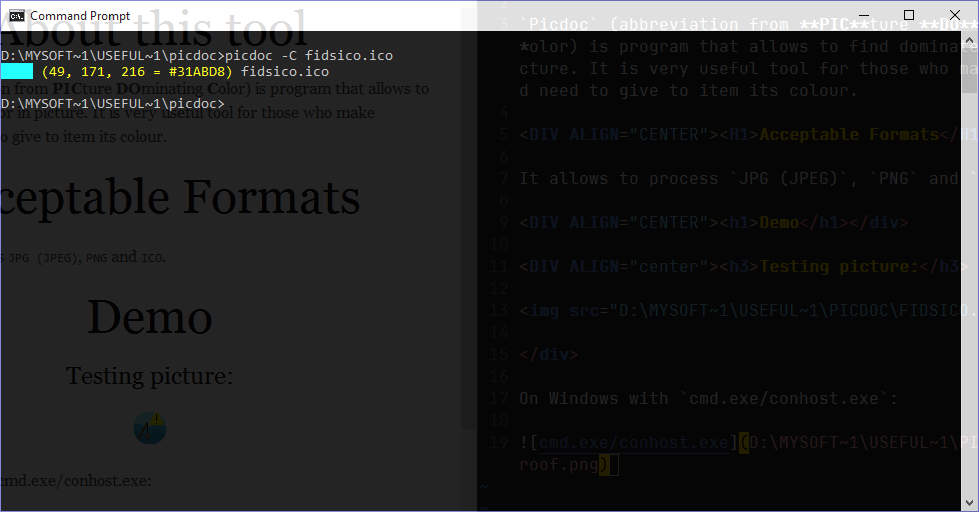 Command Prompt
D:\MYSOFT~1\USEFUL~1\picdoc>picdoc -C fidsico.ico
(49, 171, 216 = #31ABD8) fidsico.ico
D:\MYSOFT~1\USEFUL~1\picdoc>
About this tool
n from PICture DOminating Color) is program that allows to
or in picture. It is very useful tool for those who make
to give to item its colour.
cceptable Formats
s JPG (JPEG), PNG and ICO.
Demo
Testing picture:
cmd.exe/conhost.exe:
2
`Picdoc` (abbreviation from **PIC**ture **DO**
*olor) is program that allows to find dominate
cture. It is very useful tool for those who ma
d need to give to item its colour.
4
5 <DIV ALIGN="CENTER"><H1>Acceptable Formats</H1
6
7 It allows to process `JPG (JPEG)`, `PNG` and `
8
9 <DIV ALIGN="CENTER"><h1>Demo</h1></div>
10
11 <DIV ALIGN="center"><h3>Testing picture:</h3>
12
13 <img src="D:\MYSOFT~1\USEFUL~1\PICDOC\FIDSICO.
14
15 </div>
16
17 On Windows with `cmd.exe/conhost.exe`:
18
19 ![cmd.exe/conhost.exe](D:\MYSOFT~1\USEFUL~1\PI
roof.png)
~
~